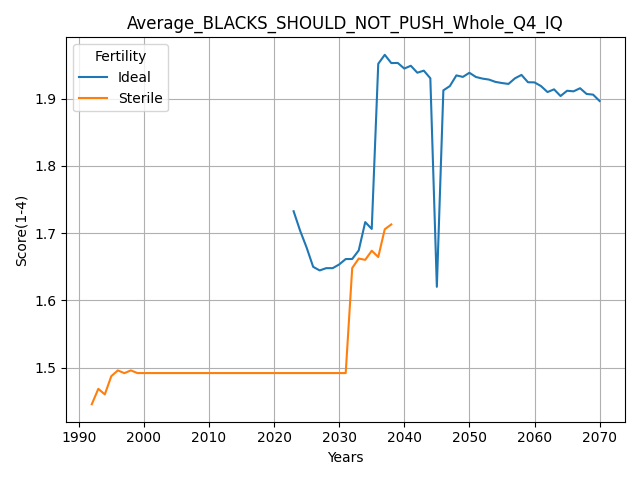 Average_BLACKS_SHOULD_NOT_PUSH_Whole_Q4_IQ
Fertility
Ideal
Sterile
Score(1-4)
1.9
1.8
1.7
1.6
1.5
1990 2000 2010 2020 2030 2040 2050 2060 2070
Years